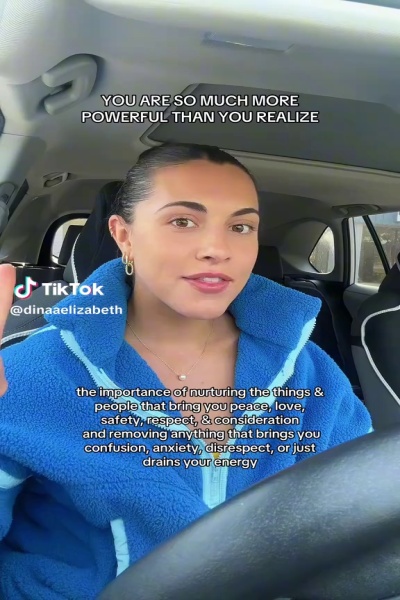 YOU ARE SO MUCH MORE
POWERFUL THAN YOU REALIZE
TikTok
@dinaaelizabeth
the importance of nurturing the things &
people that bring you peace, love,
safety, respect, & consideration
and removing anything that brings you
confusion, anxiety, disrespect, or just
drains your energy